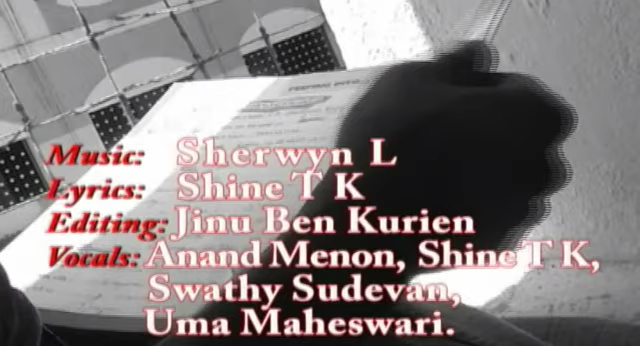 Music: Sherwyn L
Lyrics: Shine T K
Editing: Jinu Ben Kurien
Vocals: Anand Menon, Shine T K,
Swathy Sudevan,
Uma Maheswari.